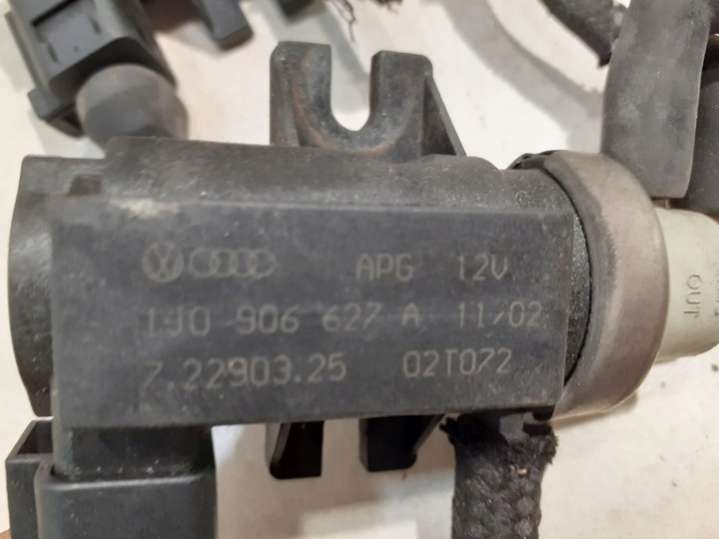 APG 12V
1J0 906 627 A 11/02
7.22903.25 02T072
OUT